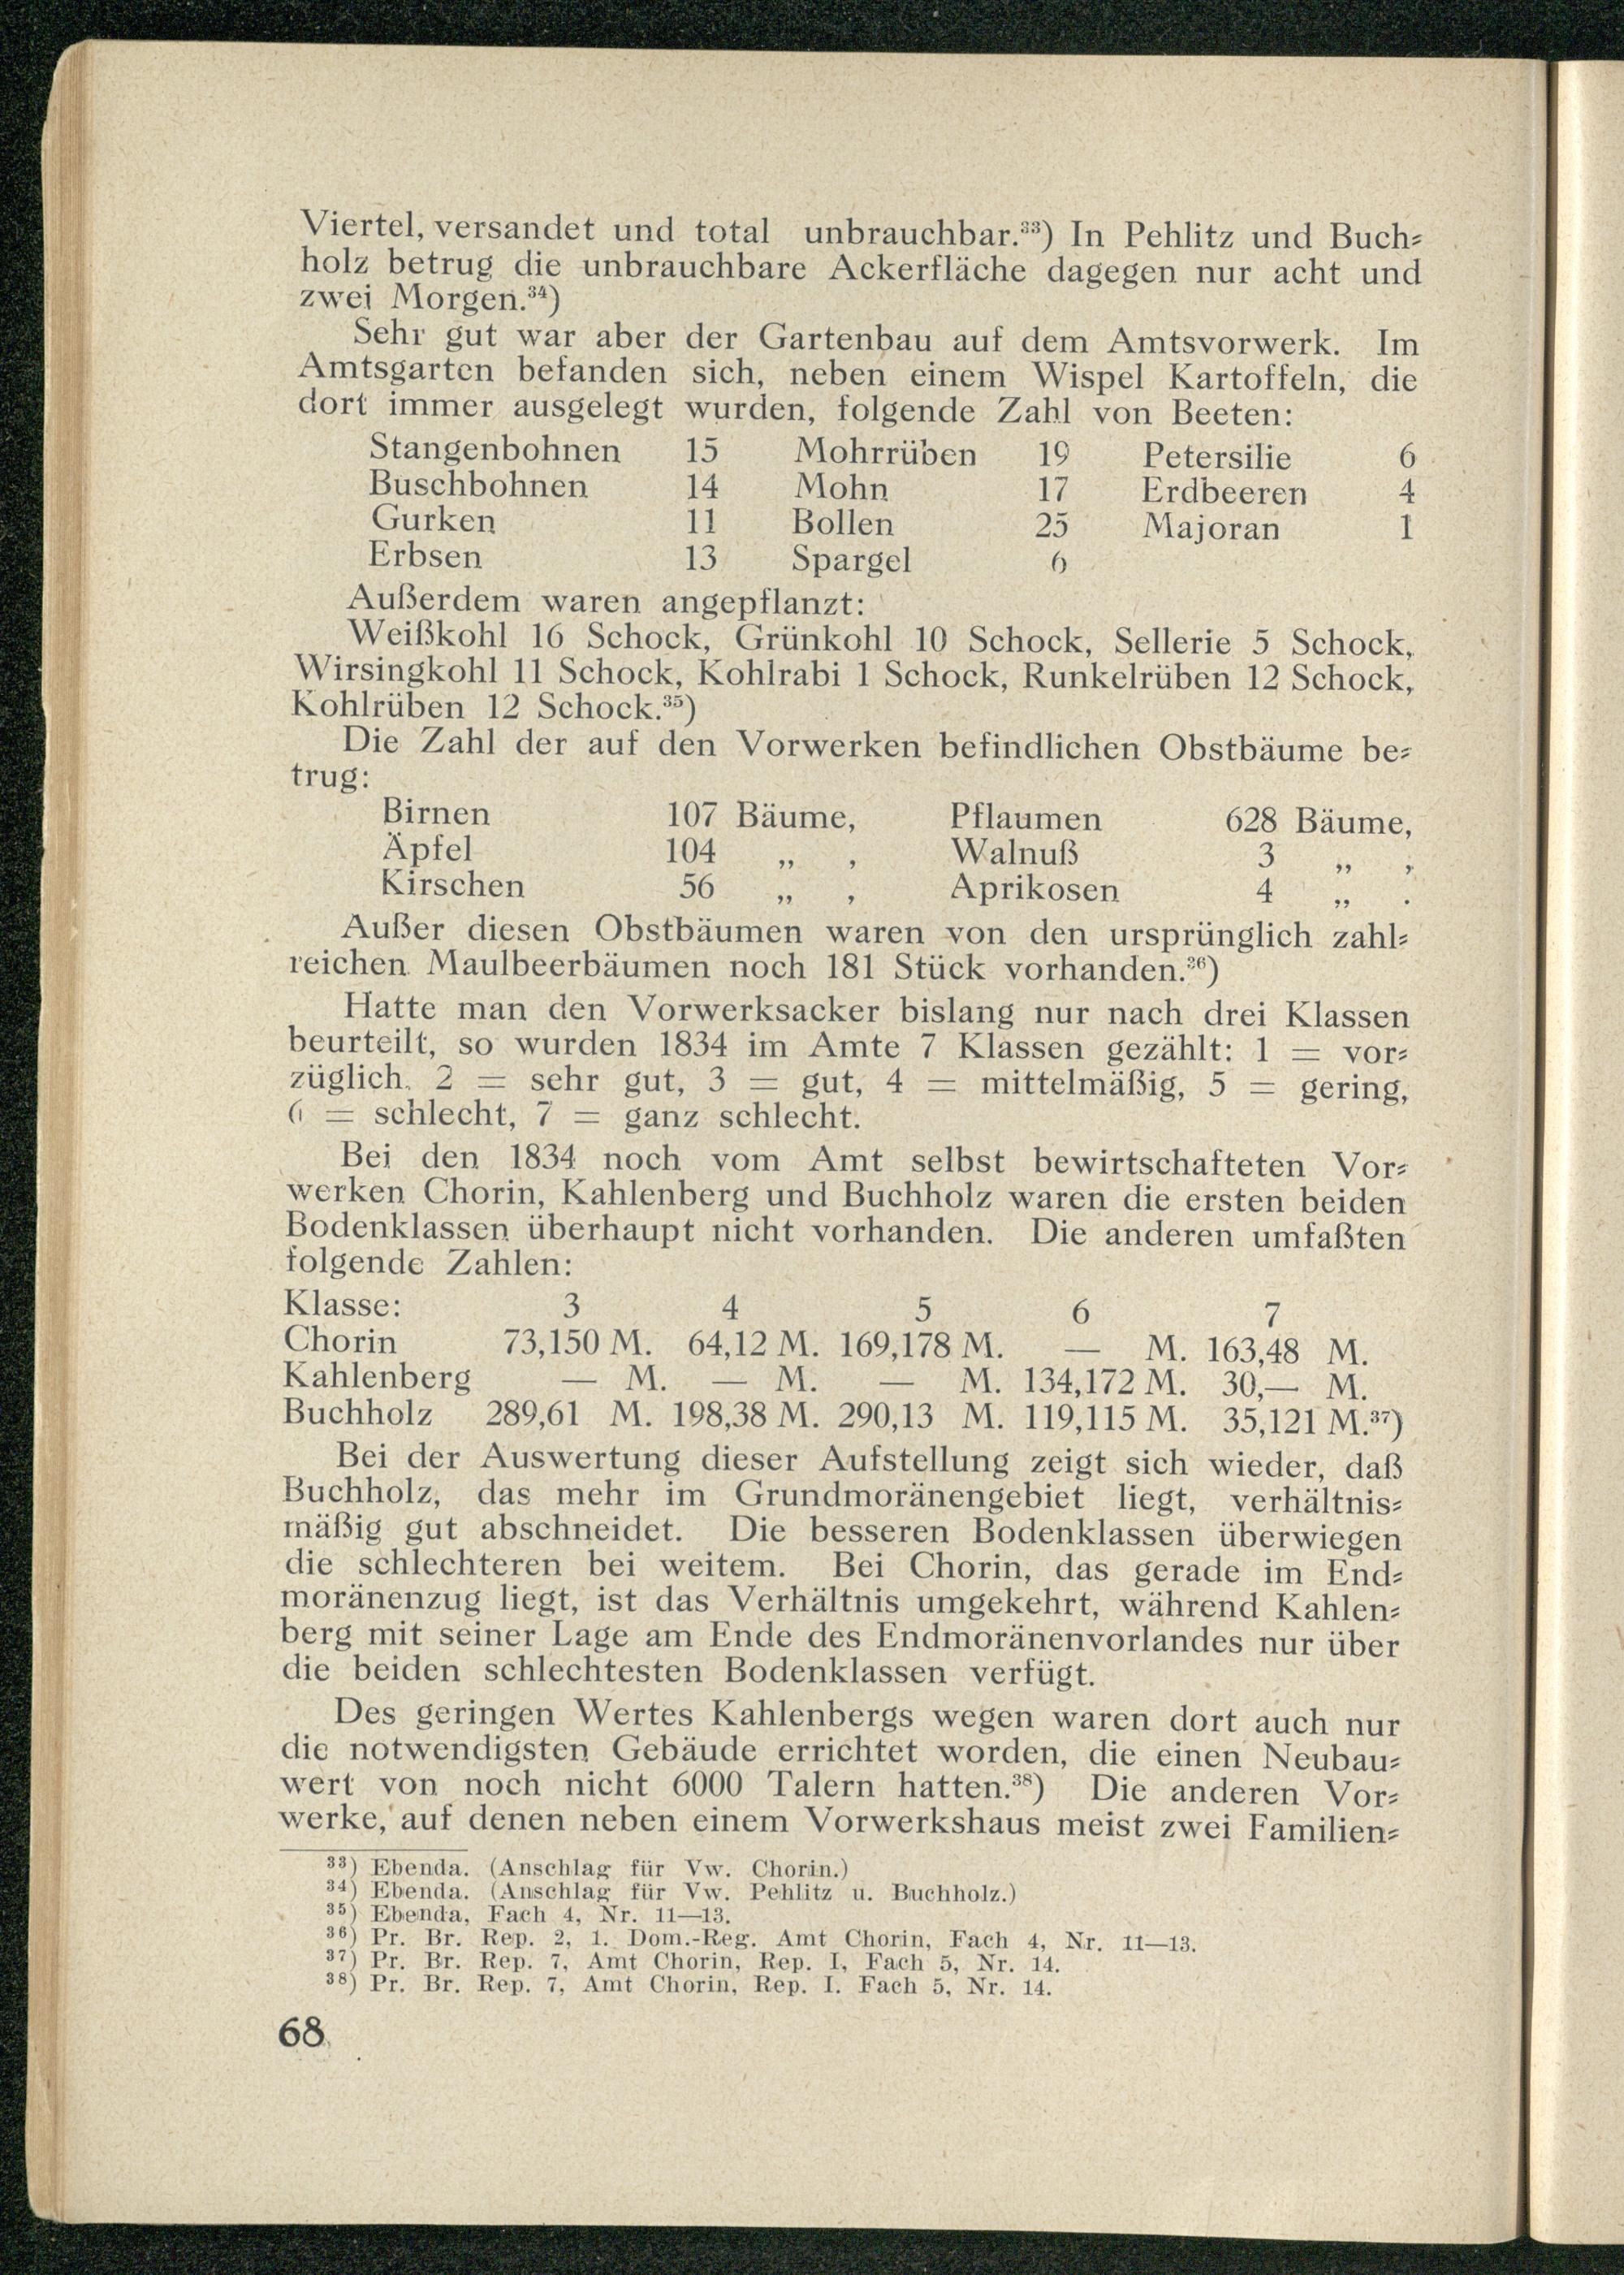 Viertel, versandet und total unbrauchbar.³³) In Pehlitz und Buch-
holz betrug die unbrauchbare Ackerfläche dagegen nur acht und
zwei Morgen.³⁴)
Sehr gut war aber der Gartenbau auf dem Amtsvorwerk. Im
Amtsgarten befanden sich, neben einem Wispel Kartoffeln, die
dort immer ausgelegt wurden, folgende Zahl von Beeten:
Stangenbohnen 15 Mohrrüben 19 Petersilie 6
Buschbohnen 14 Mohn 17 Erdbeeren 4
Gurken 11 Bollen 25 Majoran 1
Erbsen 13 Spargel 6
Außerdem waren angepflanzt:
Weißkohl 16 Schock, Grünkohl 10 Schock, Sellerie 5 Schock,
Wirsingkohl 11 Schock, Kohlrabi 1 Schock, Runkelrüben 12 Schock,
Kohlrüben 12 Schock.³⁵)
Die Zahl der auf den Vorwerken befindlichen Obstbäume be-
trug:
Birnen 107 Bäume, Pflaumen 628 Bäume,
Äpfel 104 „ , Walnuß 3 „ ,
Kirschen 56 „ , Aprikosen 4 „ .
Außer diesen Obstbäumen waren von den ursprünglich zahl-
reichen Maulbeerbäumen noch 181 Stück vorhanden.³⁶)
Hatte man den Vorwerksacker bislang nur nach drei Klassen
beurteilt, so wurden 1834 im Amte 7 Klassen gezählt: 1 = vor-
züglich, 2 = sehr gut, 3 = gut, 4 = mittelmäßig, 5 = gering,
6 = schlecht, 7 = ganz schlecht.
Bei den 1834 noch vom Amt selbst bewirtschafteten Vor-
werken Chorin, Kahlenberg und Buchholz waren die ersten beiden
Bodenklassen überhaupt nicht vorhanden. Die anderen umfaßten
folgende Zahlen:
Klasse: 3 4 5 6 7
Chorin 73,150 M. 64,12 M. 169,178 M. — M. 163,48 M.
Kahlenberg — M. — M. — M. 134,172 M. 30,— M.
Buchholz 289,61 M. 198,38 M. 290,13 M. 119,115 M. 35,121 M.³⁷)
Bei der Auswertung dieser Aufstellung zeigt sich wieder, daß
Buchholz, das mehr im Grundmoränengebiet liegt, verhältnis-
mäßig gut abschneidet. Die besseren Bodenklassen überwiegen
die schlechteren bei weitem. Bei Chorin, das gerade im End-
moränenzug liegt, ist das Verhältnis umgekehrt, während Kahlen-
berg mit seiner Lage am Ende des Endmoränenvorlandes nur über
die beiden schlechtesten Bodenklassen verfügt.
Des geringen Wertes Kahlenbergs wegen waren dort auch nur
die notwendigsten Gebäude errichtet worden, die einen Neubau-
wert von noch nicht 6000 Talern hatten.³⁸) Die anderen Vor-
werke, auf denen neben einem Vorwerkshaus meist zwei Familien-
³³) Ebenda. (Anschlag für Vw. Chorin.)
³⁴) Ebenda. (Anschlag für Vw. Pehlitz u. Buchholz.)
³⁵) Ebenda, Fach 4, Nr. 11—13.
³⁶) Pr. Br. Rep. 2, 1. Dom.-Reg. Amt Chorin, Fach 4, Nr. 11—13.
³⁷) Pr. Br. Rep. 7, Amt Chorin, Rep. I, Fach 5, Nr. 14.
³⁸) Pr. Br. Rep. 7, Amt Chorin, Rep. I. Fach 5, Nr. 14.
68